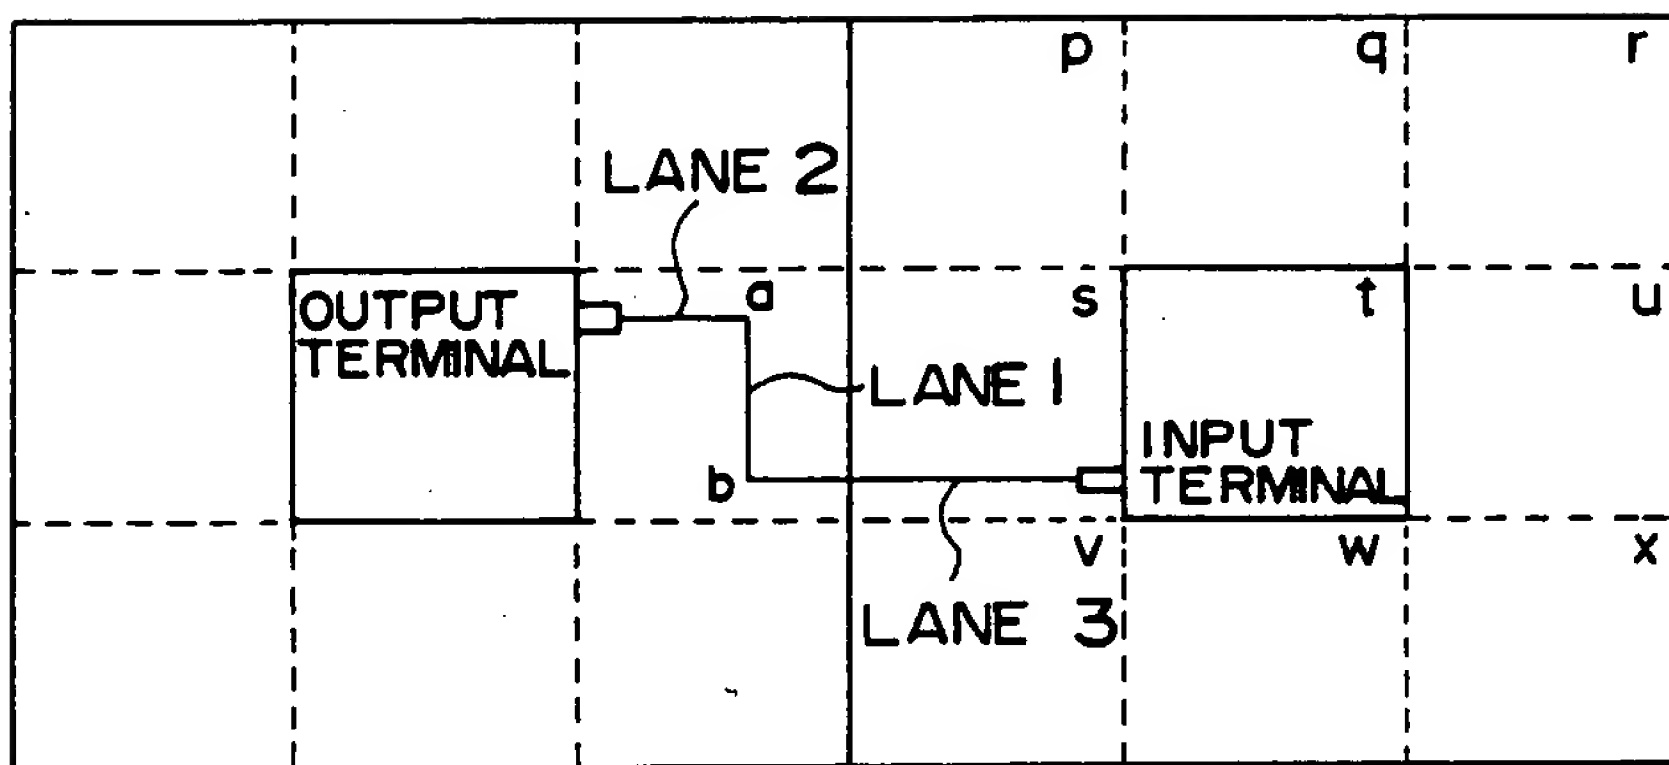 p
q
r
LANE 2
OUTPUT
TERMINAL
a
s
t
u
LANE 1
b
INPUT
TERMINAL
v
w
x
LANE 3